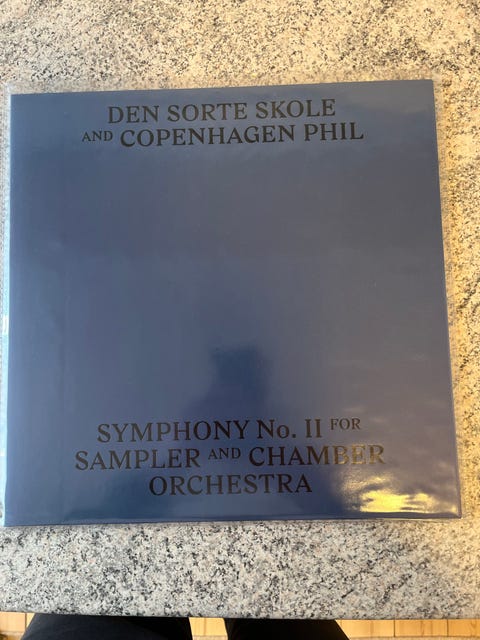 DEN SORTE SKOLE
AND COPENHAGEN PHIL
SYMPHONY No. II FOR
SAMPLER AND CHAMBER
ORCHESTRA